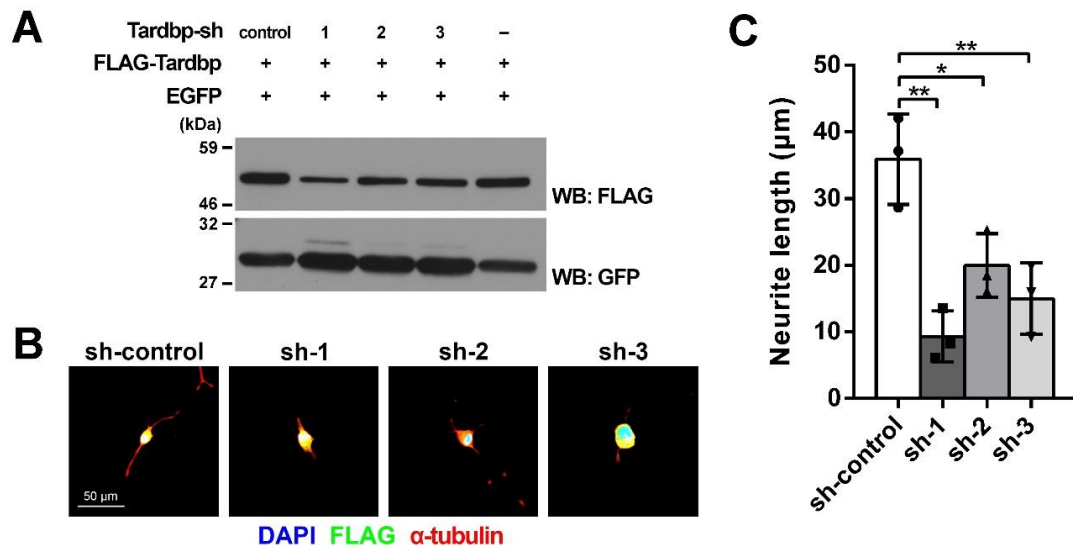 A
Tardbp-sh control 1 2 3 –
FLAG-Tardbp + + + + +
EGFP + + + + +
(kDa)
59
46
WB: FLAG
32
27
WB: GFP
B
sh-control sh-1 sh-2 sh-3
50 µm
DAPI FLAG α-tubulin
C
**
*
**
Neurite length (µm)
50
40
30
20
10
0
sh-control
sh-1
sh-2
sh-3